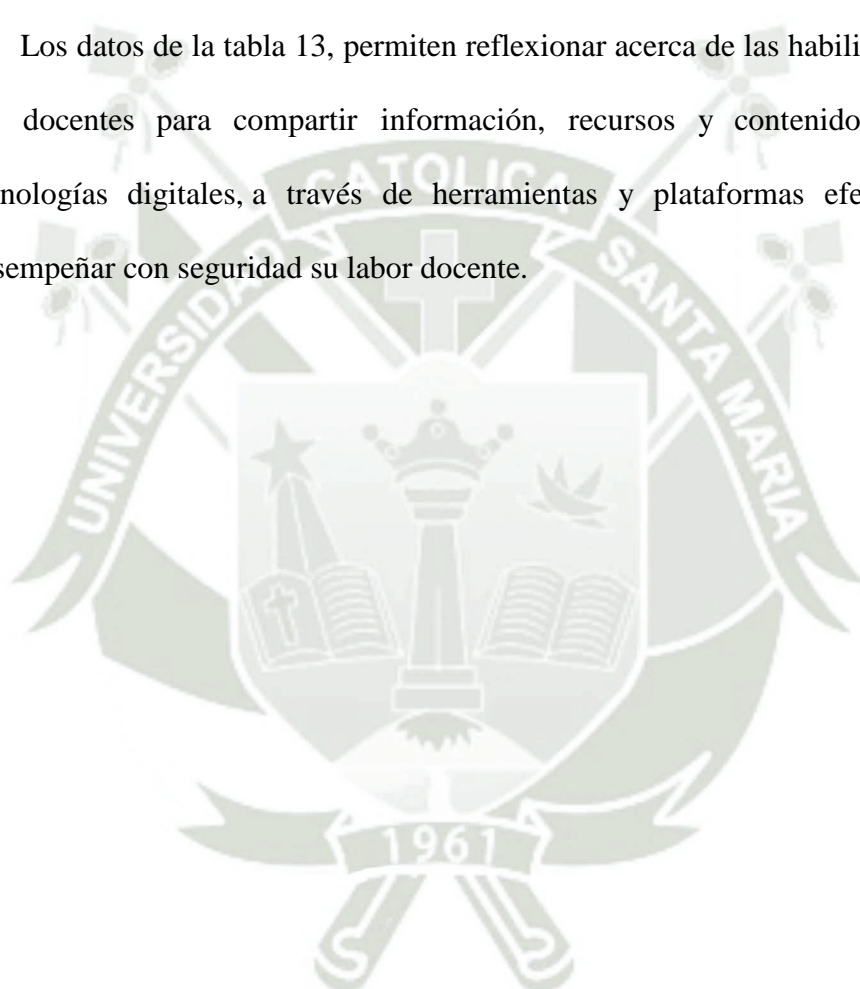 Los datos de la tabla 13, permiten reflexionar acerca de las habili
docentes para compartir información, recursos y contenido
nologías digitales, a través de herramientas y plataformas efe
sempeñar con seguridad su labor docente.
UNIVERSIDAD CATOLICA SANTA MARIA
1961